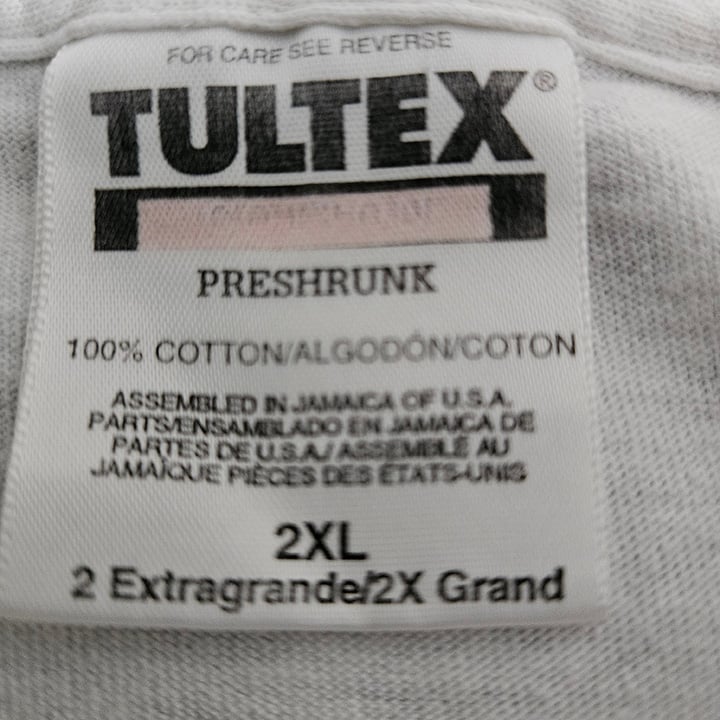 FOR CARE SEE REVERSE
TULTEX®
PRESHRUNK
100% COTTON/ALGODÓN/COTON
ASSEMBLED IN JAMAICA OF U.S.A.
PARTS/ENSAMBLADO EN JAMAICA DE
PARTES DE U.S.A./ ASSEMBLÉ AU
JAMAÏQUE PIÈCES DES ÉTATS-UNIS
2XL
2 Extragrande/2X Grand